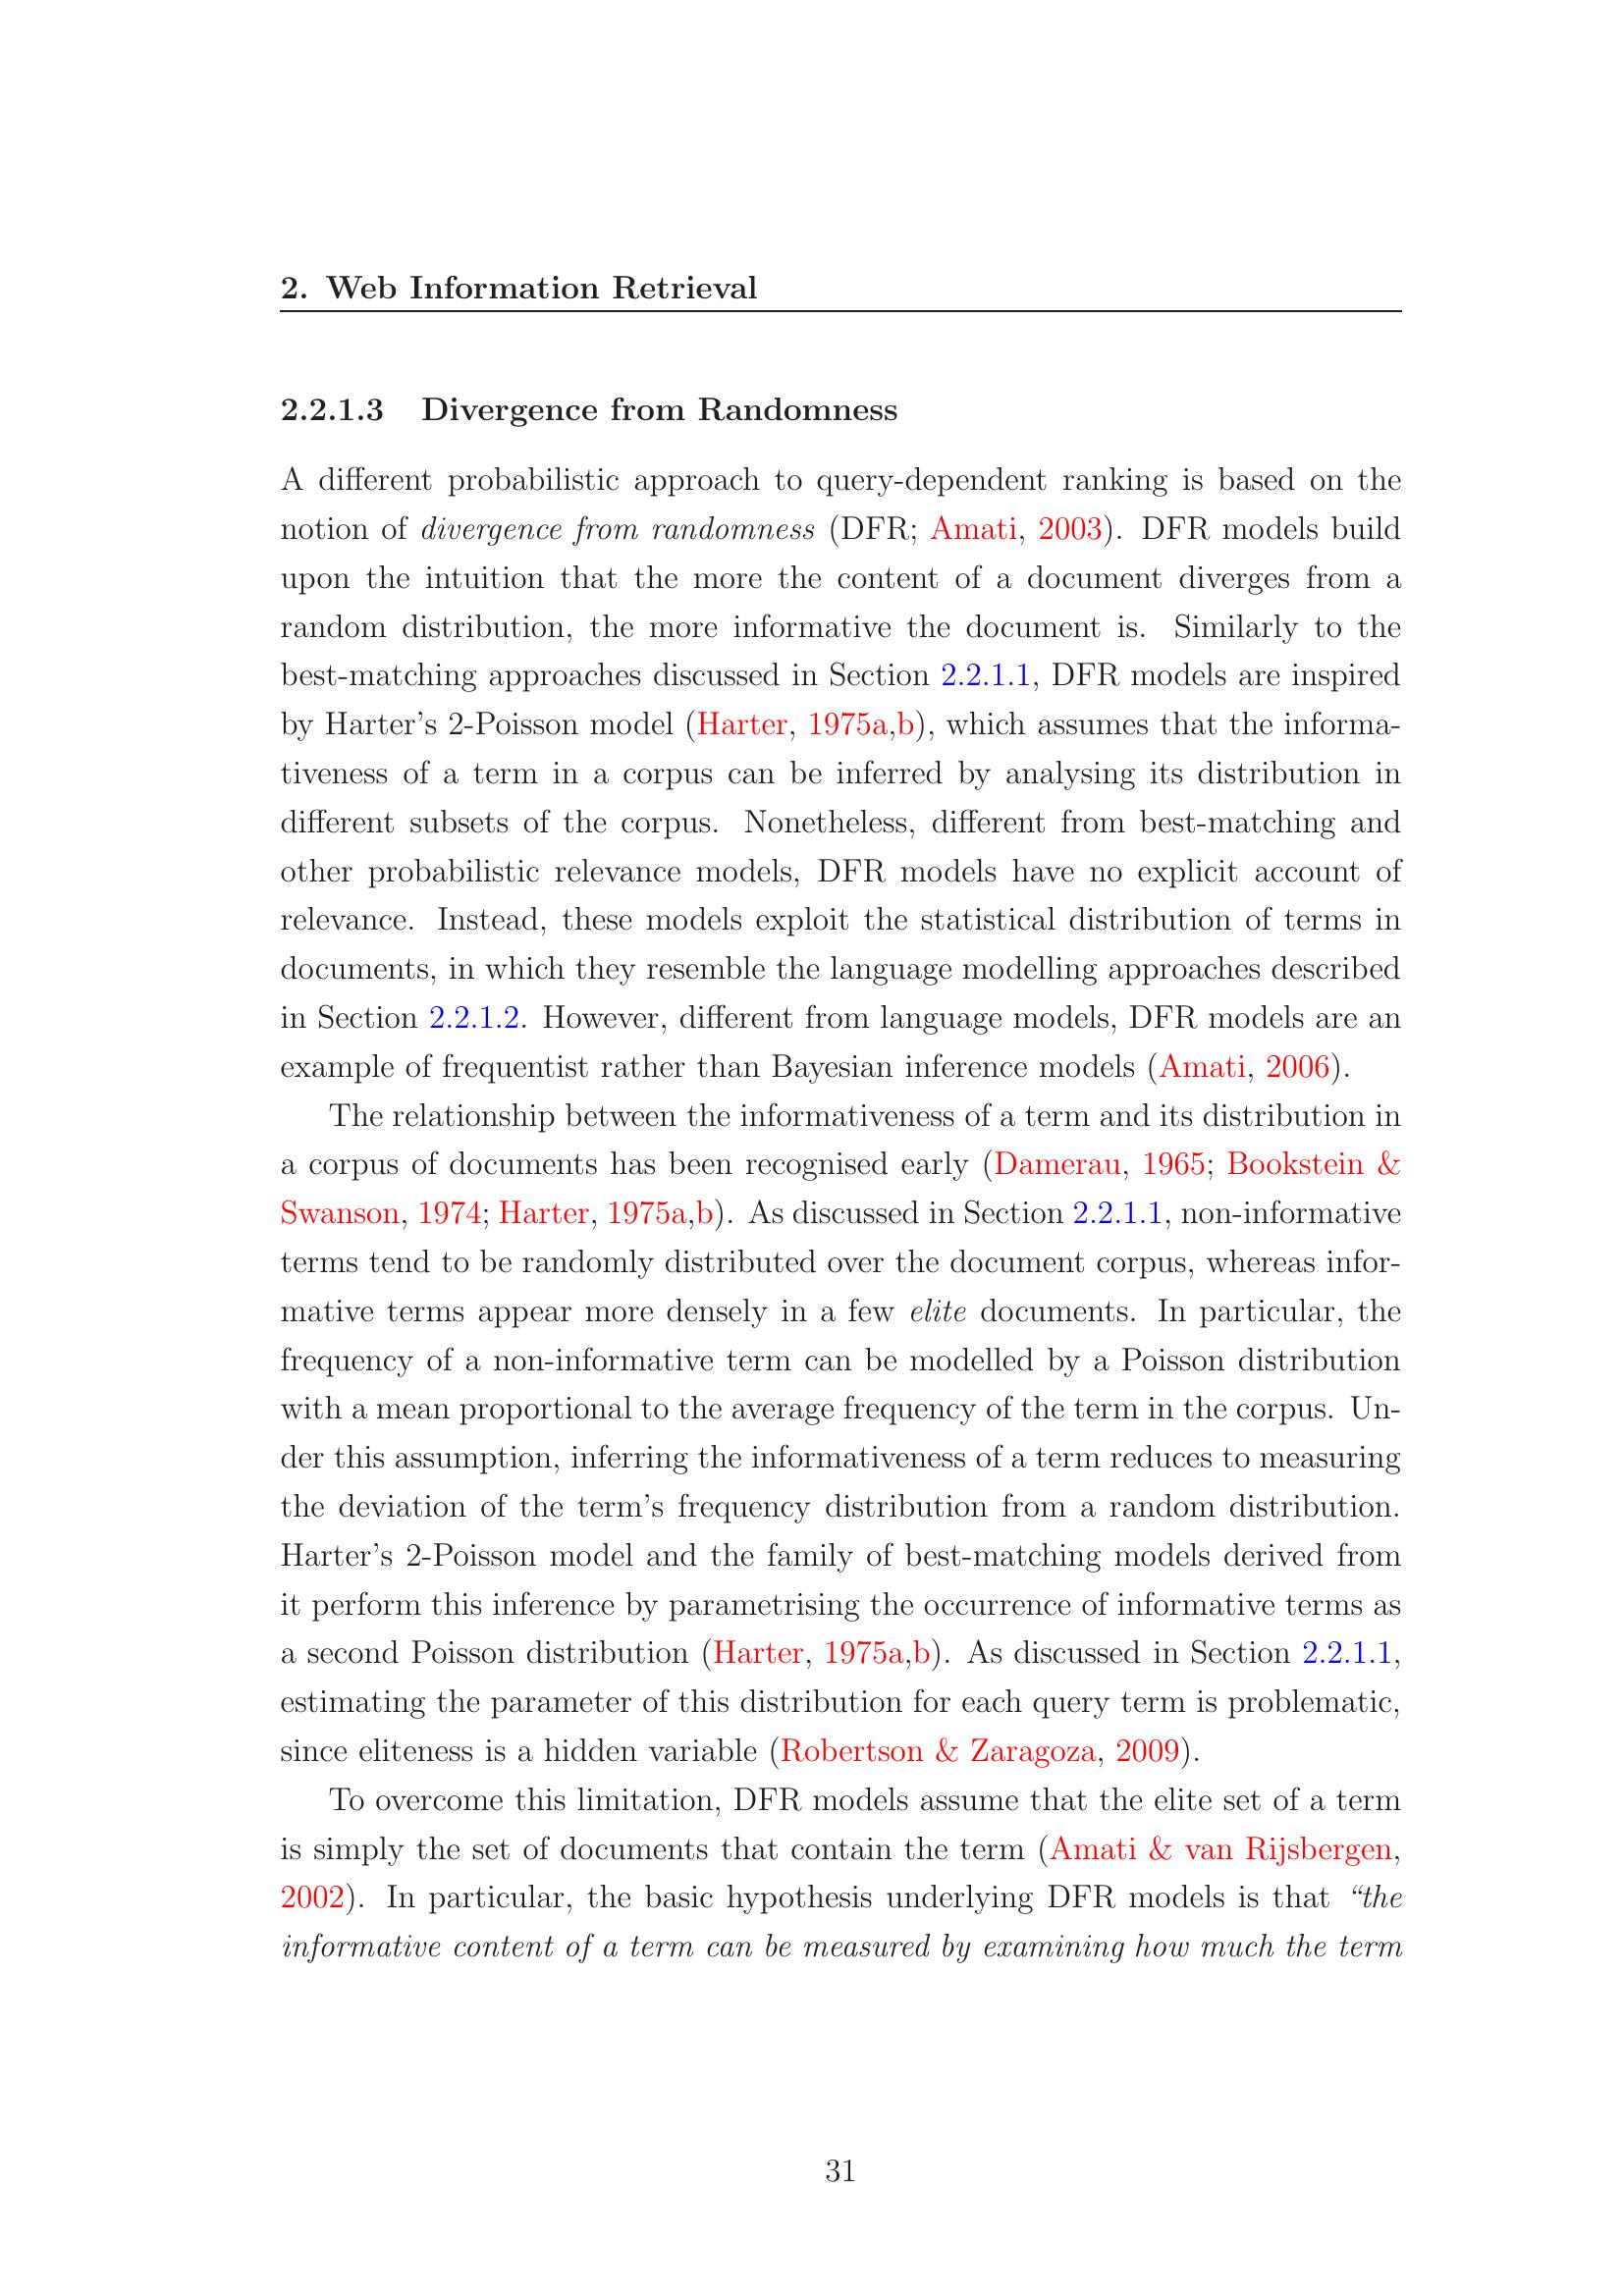 2. Web Information Retrieval
2.2.1.3 Divergence from Randomness
A different probabilistic approach to query-dependent ranking is based on the
notion of divergence from randomness (DFR; Amati, 2003). DFR models build
upon the intuition that the more the content of a document diverges from a
random distribution, the more informative the document is. Similarly to the
best-matching approaches discussed in Section 2.2.1.1, DFR models are inspired
by Harter's 2-Poisson model (Harter, 1975a,b), which assumes that the informa-
tiveness of a term in a corpus can be inferred by analysing its distribution in
different subsets of the corpus. Nonetheless, different from best-matching and
other probabilistic relevance models, DFR models have no explicit account of
relevance. Instead, these models exploit the statistical distribution of terms in
documents, in which they resemble the language modelling approaches described
in Section 2.2.1.2. However, different from language models, DFR models are an
example of frequentist rather than Bayesian inference models (Amati, 2006).
The relationship between the informativeness of a term and its distribution in
a corpus of documents has been recognised early (Damerau, 1965; Bookstein &
Swanson, 1974; Harter, 1975a,b). As discussed in Section 2.2.1.1, non-informative
terms tend to be randomly distributed over the document corpus, whereas infor-
mative terms appear more densely in a few elite documents. In particular, the
frequency of a non-informative term can be modelled by a Poisson distribution
with a mean proportional to the average frequency of the term in the corpus. Un-
der this assumption, inferring the informativeness of a term reduces to measuring
the deviation of the term's frequency distribution from a random distribution.
Harter's 2-Poisson model and the family of best-matching models derived from
it perform this inference by parametrising the occurrence of informative terms as
a second Poisson distribution (Harter, 1975a,b). As discussed in Section 2.2.1.1,
estimating the parameter of this distribution for each query term is problematic,
since eliteness is a hidden variable (Robertson & Zaragoza, 2009).
To overcome this limitation, DFR models assume that the elite set of a term
is simply the set of documents that contain the term (Amati & van Rijsbergen,
2002). In particular, the basic hypothesis underlying DFR models is that “the
informative content of a term can be measured by examining how much the term
31